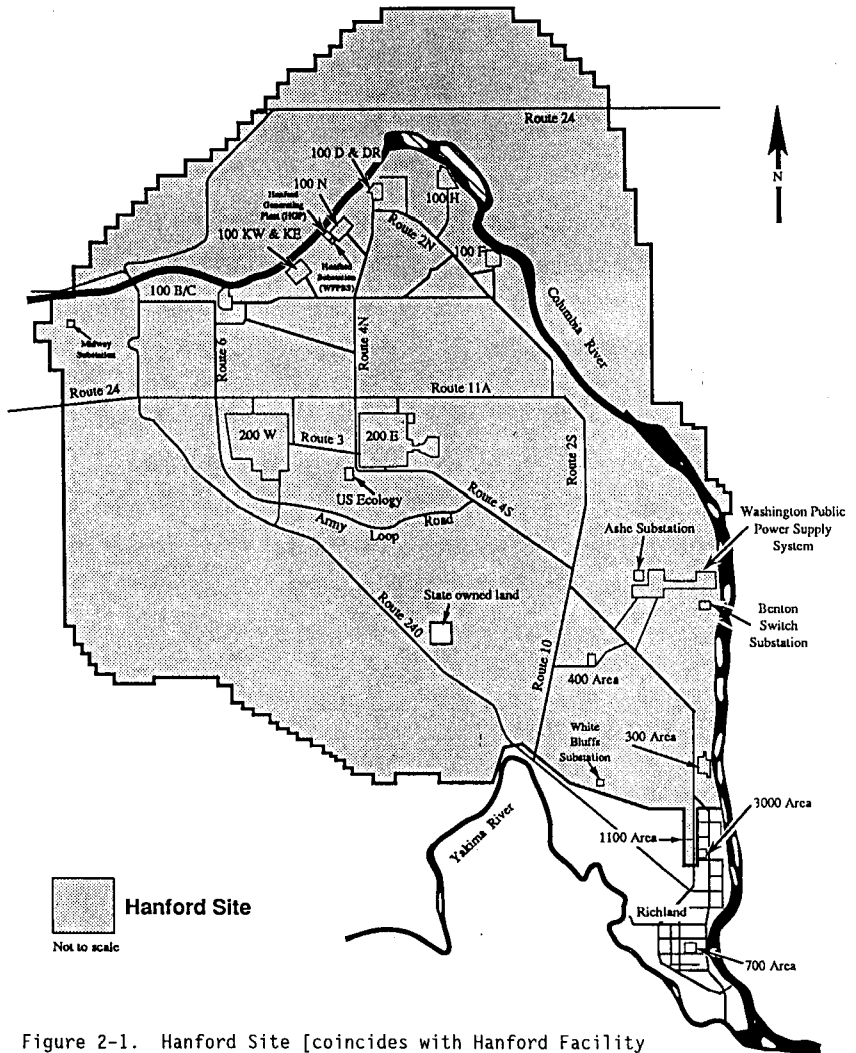 Route 24
N
100 D & DR
100 N
Hanford
Generating
Plant (HGP)
100 H
100 KW & KE
Route 2N
100 F
Hanford
Substation
100 B/C
Columbia River
Midway
Substation
Route 6
Route 4N
Route 24
Route 11A
200 W
Route 3
200 E
Route 2S
US Ecology
Route 4S
Army
Loop
Road
Washington Public
Power Supply
System
Ashe Substation
State owned land
Benton
Switch
Substation
Route 240
Route 10
400 Area
White
Bluffs
Substation
300 Area
3000 Area
Yakima River
1100 Area
Hanford Site
Richland
Not to scale
700 Area
Figure 2-1. Hanford Site [coincides with Hanford Facility